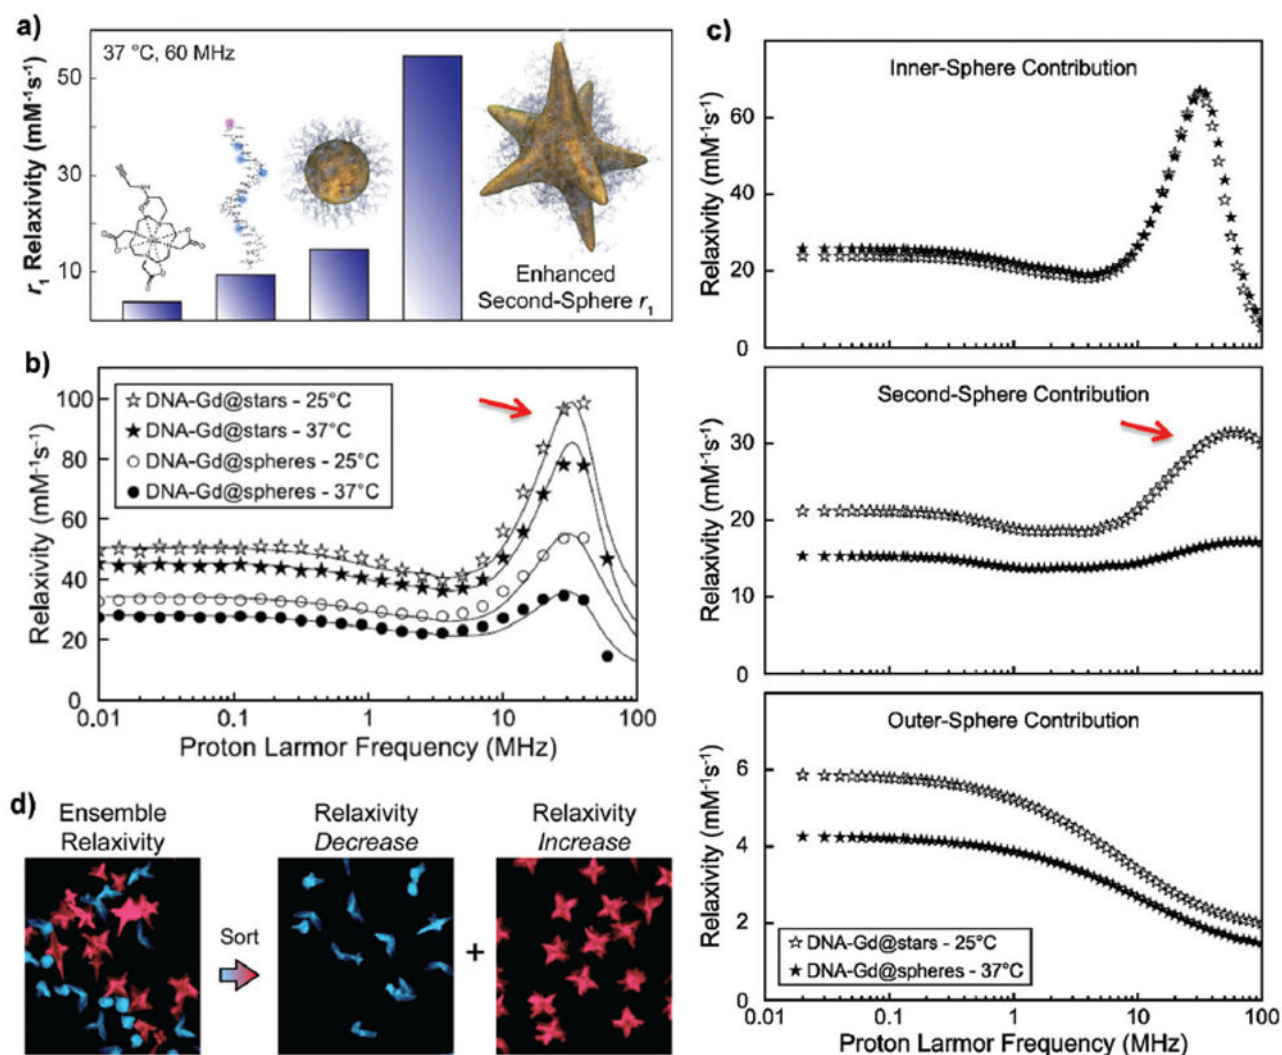 a)
37 °C, 60 MHz
r₁ Relaxivity (mM⁻¹s⁻¹)
50
30
10
Enhanced
Second-Sphere r₁
b)
DNA-Gd@stars - 25°C
DNA-Gd@stars - 37°C
DNA-Gd@spheres - 25°C
DNA-Gd@spheres - 37°C
Relaxivity (mM⁻¹s⁻¹)
100
80
60
40
20
0
0.01 0.1 1 10 100
Proton Larmor Frequency (MHz)
c)
Inner-Sphere Contribution
Relaxivity (mM⁻¹s⁻¹)
60
40
20
0
Second-Sphere Contribution
Relaxivity (mM⁻¹s⁻¹)
30
20
10
0
Outer-Sphere Contribution
Relaxivity (mM⁻¹s⁻¹)
6
4
2
0
DNA-Gd@stars - 25°C
DNA-Gd@spheres - 37°C
0.01 0.1 1 10 100
Proton Larmor Frequency (MHz)
d)
Ensemble
Relaxivity
Sort
Relaxivity
Decrease
+
Relaxivity
Increase